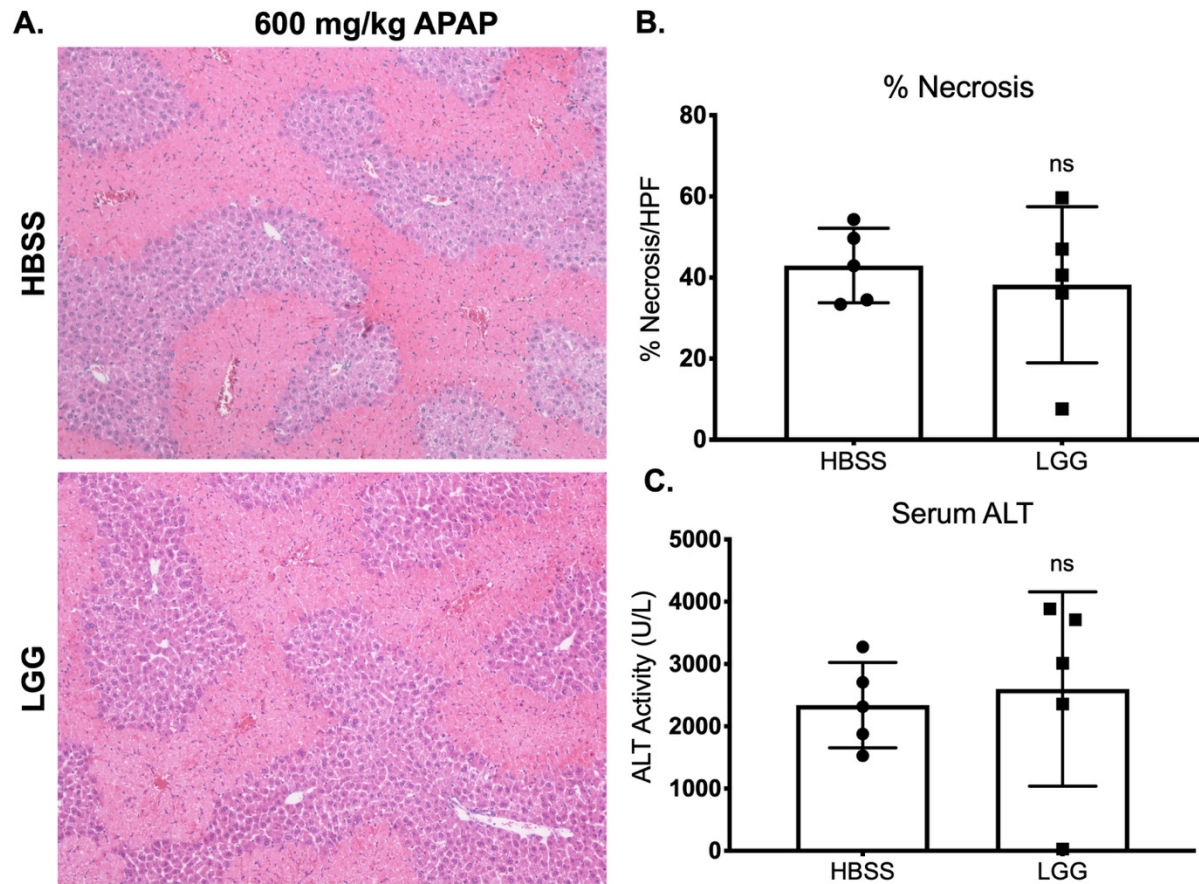 A.
600 mg/kg APAP
HBSS
LGG
B.
% Necrosis
% Necrosis/HPF
80
60
40
20
0
ns
HBSS
LGG
C.
Serum ALT
ALT Activity (U/L)
5000
4000
3000
2000
1000
0
ns
HBSS
LGG